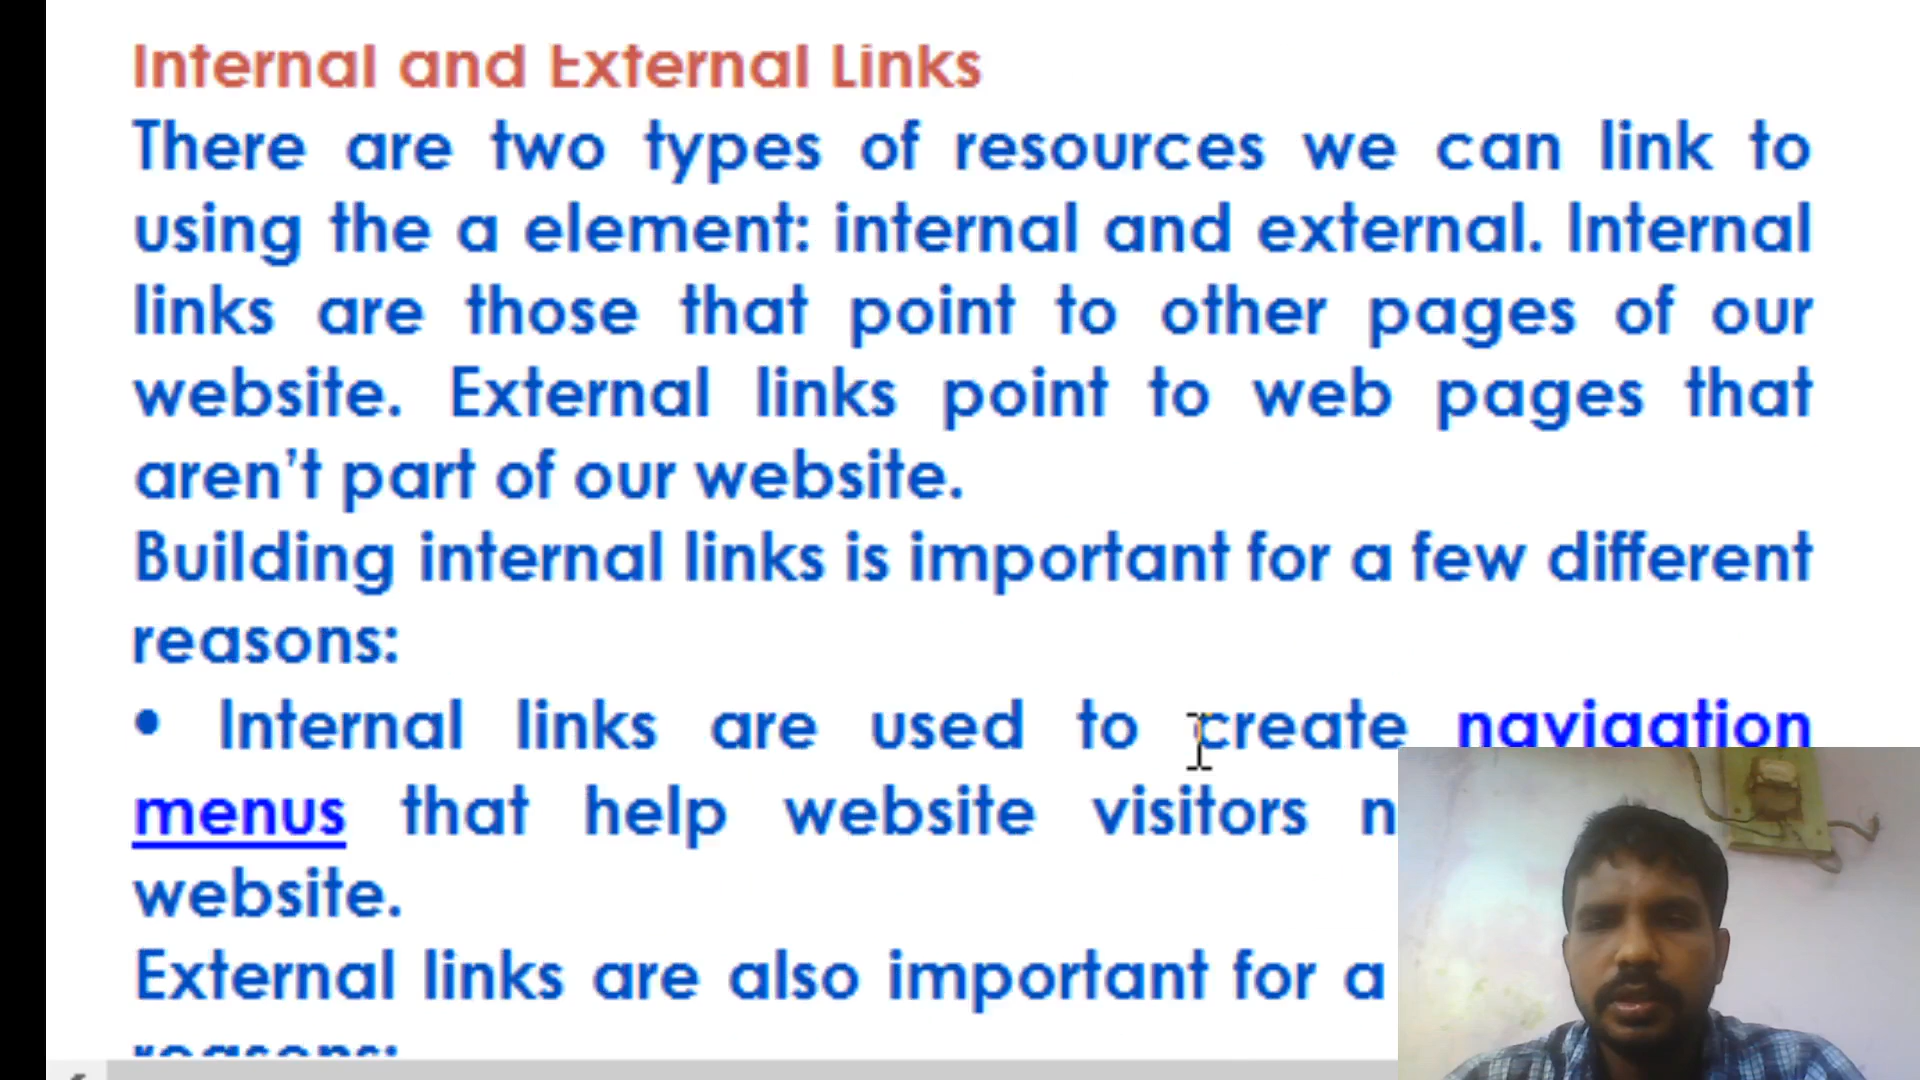 Internal and External Links
There are two types of resources we can link to
using the a element: internal and external. Internal
links are those that point to other pages of our
website. External links point to web pages that
aren't part of our website.
Building internal links is important for a few different
reasons:
• Internal links are used to create navigation
menus that help website visitors
website.
External links are also important for a
reasons: